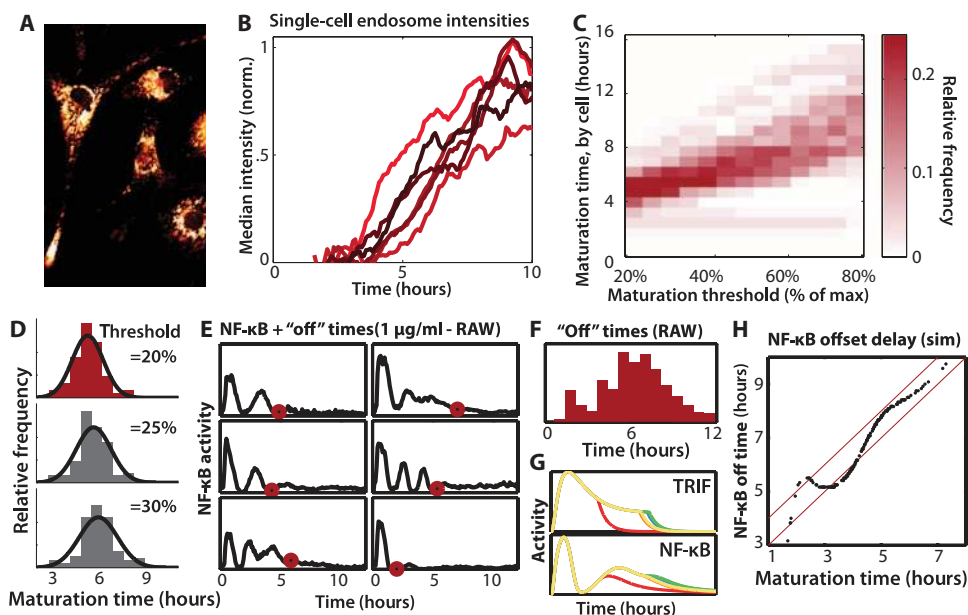 A
B
Single-cell endosome intensities
Median intensity (norm.)
1
.5
0
0
5
10
Time (hours)
C
Maturation time, by cell (hours)
16
12
8
4
0
20%
40%
60%
80%
Maturation threshold (% of max)
0.2
0.1
0
Relative frequency
D
Threshold
=20%
=25%
=30%
Relative frequency
3
6
9
Maturation time (hours)
E
NF-κB + “off” times(1 μg/ml - RAW)
NF-κB activity
0
5
10
0
5
10
Time (hours)
F
“Off” times (RAW)
0
6
12
Time (hours)
G
TRIF
NF-κB
Activity
Time (hours)
H
NF-κB offset delay (sim)
NF-κB off time (hours)
9
7
5
3
1
3
5
7
Maturation time (hours)